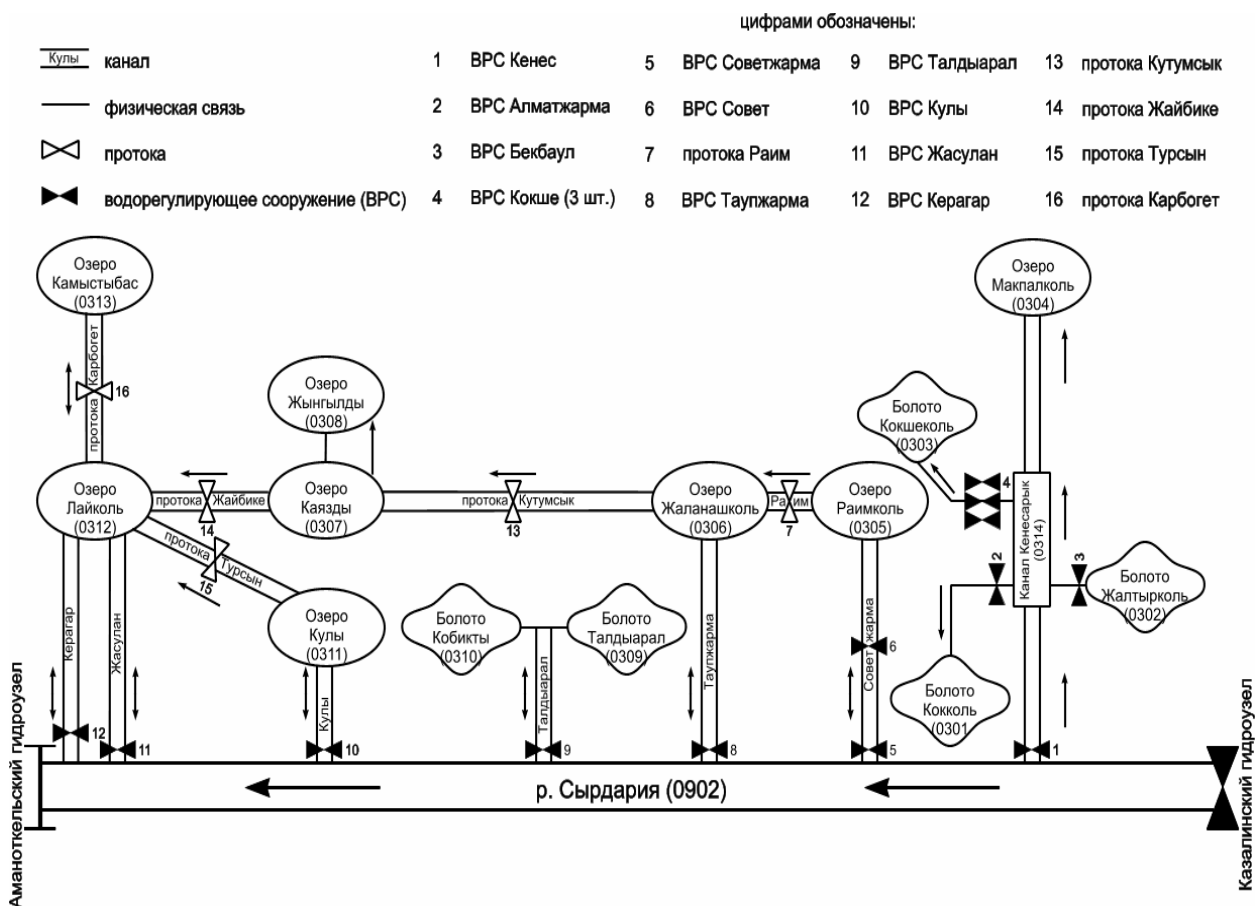 цифрами обозначены:
Кулы канал
физическая связь
протока
водорегулирующее сооружение (ВРС)
1 ВРС Кенес
2 ВРС Алматжарма
3 ВРС Бекбаул
4 ВРС Кокше (3 шт.)
5 ВРС Советжарма
6 ВРС Совет
7 протока Раим
8 ВРС Таупжарма
9 ВРС Талдыарал
10 ВРС Кулы
11 ВРС Жасулан
12 ВРС Керагар
13 протока Кутумсык
14 протока Жайбике
15 протока Турсын
16 протока Карбогет
Озеро
Камыстыбас
(0313)
протока Карбогет
16
Озеро
Жынгылды
(0308)
Озеро
Макпалколь
(0304)
Болото
Кокшеколь
(0303)
4
Озеро
Лайколь
(0312)
протока Жайбике
14
Озеро
Каязды
(0307)
протока Кутумсык
13
Озеро
Жаланашколь
(0306)
Раим
7
Озеро
Раимколь
(0305)
Канал Кенесарык
(0314)
2
3
Болото
Жалтырколь
(0302)
протока Турсын
15
Озеро
Кулы
(0311)
Болото
Кобикты
(0310)
Болото
Талдыарал
(0309)
Болото
Кокколь
(0301
Керагар
12
Жасулан
11
Кулы
10
Талдыарал
9
Таупжарма
8
Совет жарма
6
5
1
Аманоткельский гидроузел
р. Сырдария (0902)
Казалинский гидроузел